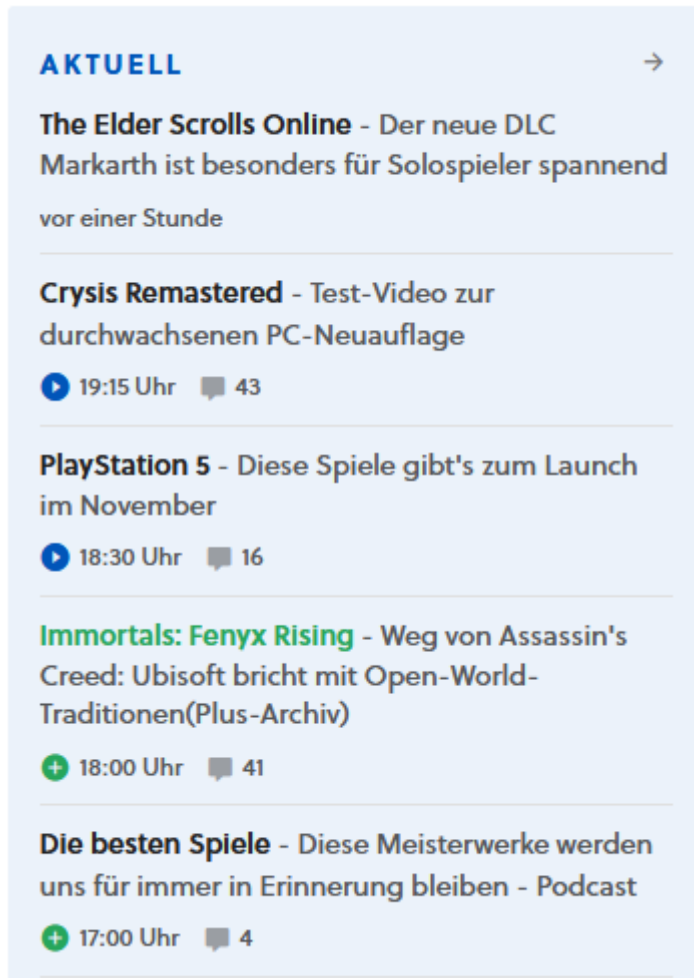 AKTUELL
The Elder Scrolls Online - Der neue DLC
Markarth ist besonders für Solospieler spannend
vor einer Stunde
Crysis Remastered - Test-Video zur
durchwachsenen PC-Neuauflage
19:15 Uhr 43
PlayStation 5 - Diese Spiele gibt's zum Launch
im November
18:30 Uhr 16
Immortals: Fenyx Rising - Weg von Assassin's
Creed: Ubisoft bricht mit Open-World-
Traditionen(Plus-Archiv)
18:00 Uhr 41
Die besten Spiele - Diese Meisterwerke werden
uns für immer in Erinnerung bleiben - Podcast
17:00 Uhr 4